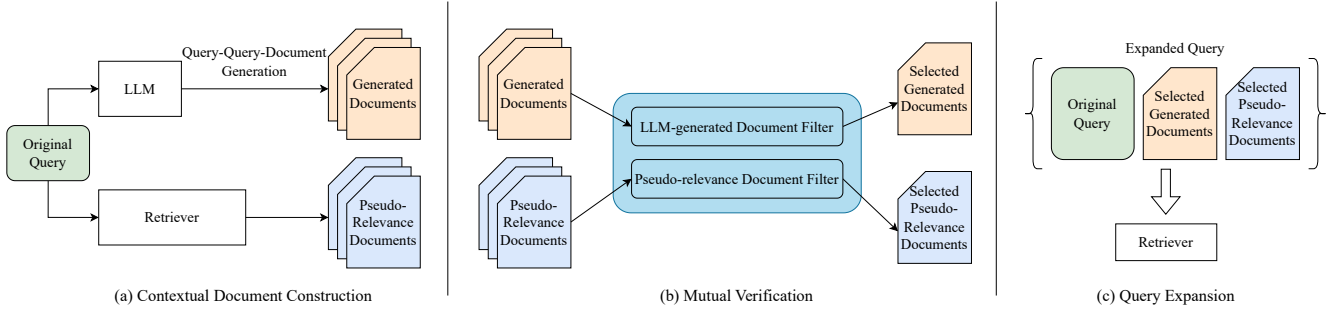 Original
Query
LLM
Query-Query-Document
Generation
Generated
Documents
Retriever
Pseudo-
Relevance
Documents
(a) Contextual Document Construction
Generated
Documents
Pseudo-
Relevance
Documents
LLM-generated Document Filter
Pseudo-relevance Document Filter
Selected
Generated
Documents
Selected
Pseudo-
Relevance
Documents
(b) Mutual Verification
Expanded Query
Original
Query
Selected
Generated
Documents
Selected
Pseudo-
Relevance
Documents
Retriever
(c) Query Expansion